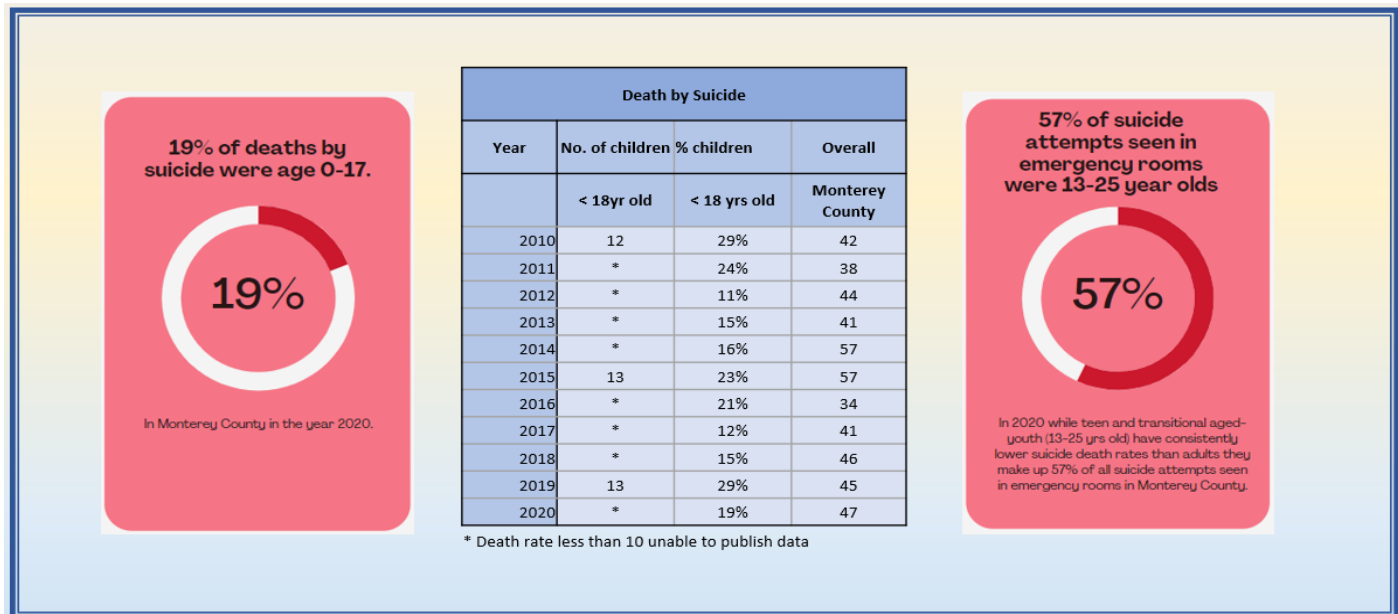 19% of deaths by
suicide were age 0-17.
19%
In Monterey County in the year 2020.
Death by Suicide
Year No. of children % children Overall
< 18yr old < 18 yrs old Monterey
County
2010 12 29% 42
2011 * 24% 38
2012 * 11% 44
2013 * 15% 41
2014 * 16% 57
2015 13 23% 57
2016 * 21% 34
2017 * 12% 41
2018 * 15% 46
2019 13 29% 45
2020 * 19% 47
* Death rate less than 10 unable to publish data
57% of suicide
attempts seen in
emergency rooms
were 13-25 year olds
57%
In 2020 while teen and transitional aged-
youth (13-25 yrs old) have consistently
lower suicide death rates than adults they
make up 57% of all suicide attempts seen
in emergency rooms in Monterey County.